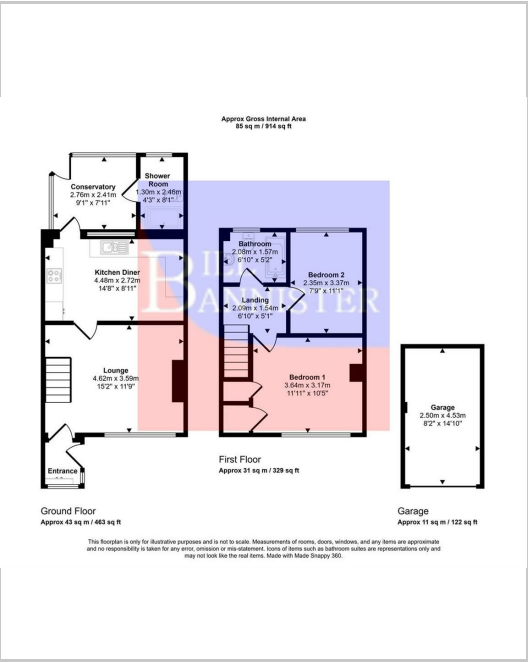 Approx Gross Internal Area
85 sq m / 914 sq ft
Conservatory
2.76m x 2.41m
9'1" x 7'11"
Shower
Room
1.30m x 2.46m
4'3" x 8'1"
Kitchen Diner
4.48m x 2.72m
14'8" x 8'11"
Lounge
4.62m x 3.59m
15'2" x 11'9"
Entrance
Ground Floor
Approx 43 sq m / 463 sq ft
BILL
BANNISTER
Bathroom
2.08m x 1.57m
6'10" x 5'2"
Bedroom 2
2.35m x 3.37m
7'9" x 11'1"
Landing
2.09m x 1.54m
6'10" x 5'1"
Bedroom 1
3.64m x 3.17m
11'11" x 10'5"
First Floor
Approx 31 sq m / 329 sq ft
Garage
2.50m x 4.53m
8'2" x 14'10"
Garage
Approx 11 sq m / 122 sq ft
This floorplan is only for illustrative purposes and is not to scale. Measurements of rooms, doors, windows, and any items are approximate
and no responsibility is taken for any error, omission or mis-statement. Icons of items such as bathroom suites are representations only and
may not look like the real items. Made with Made Snappy 360.